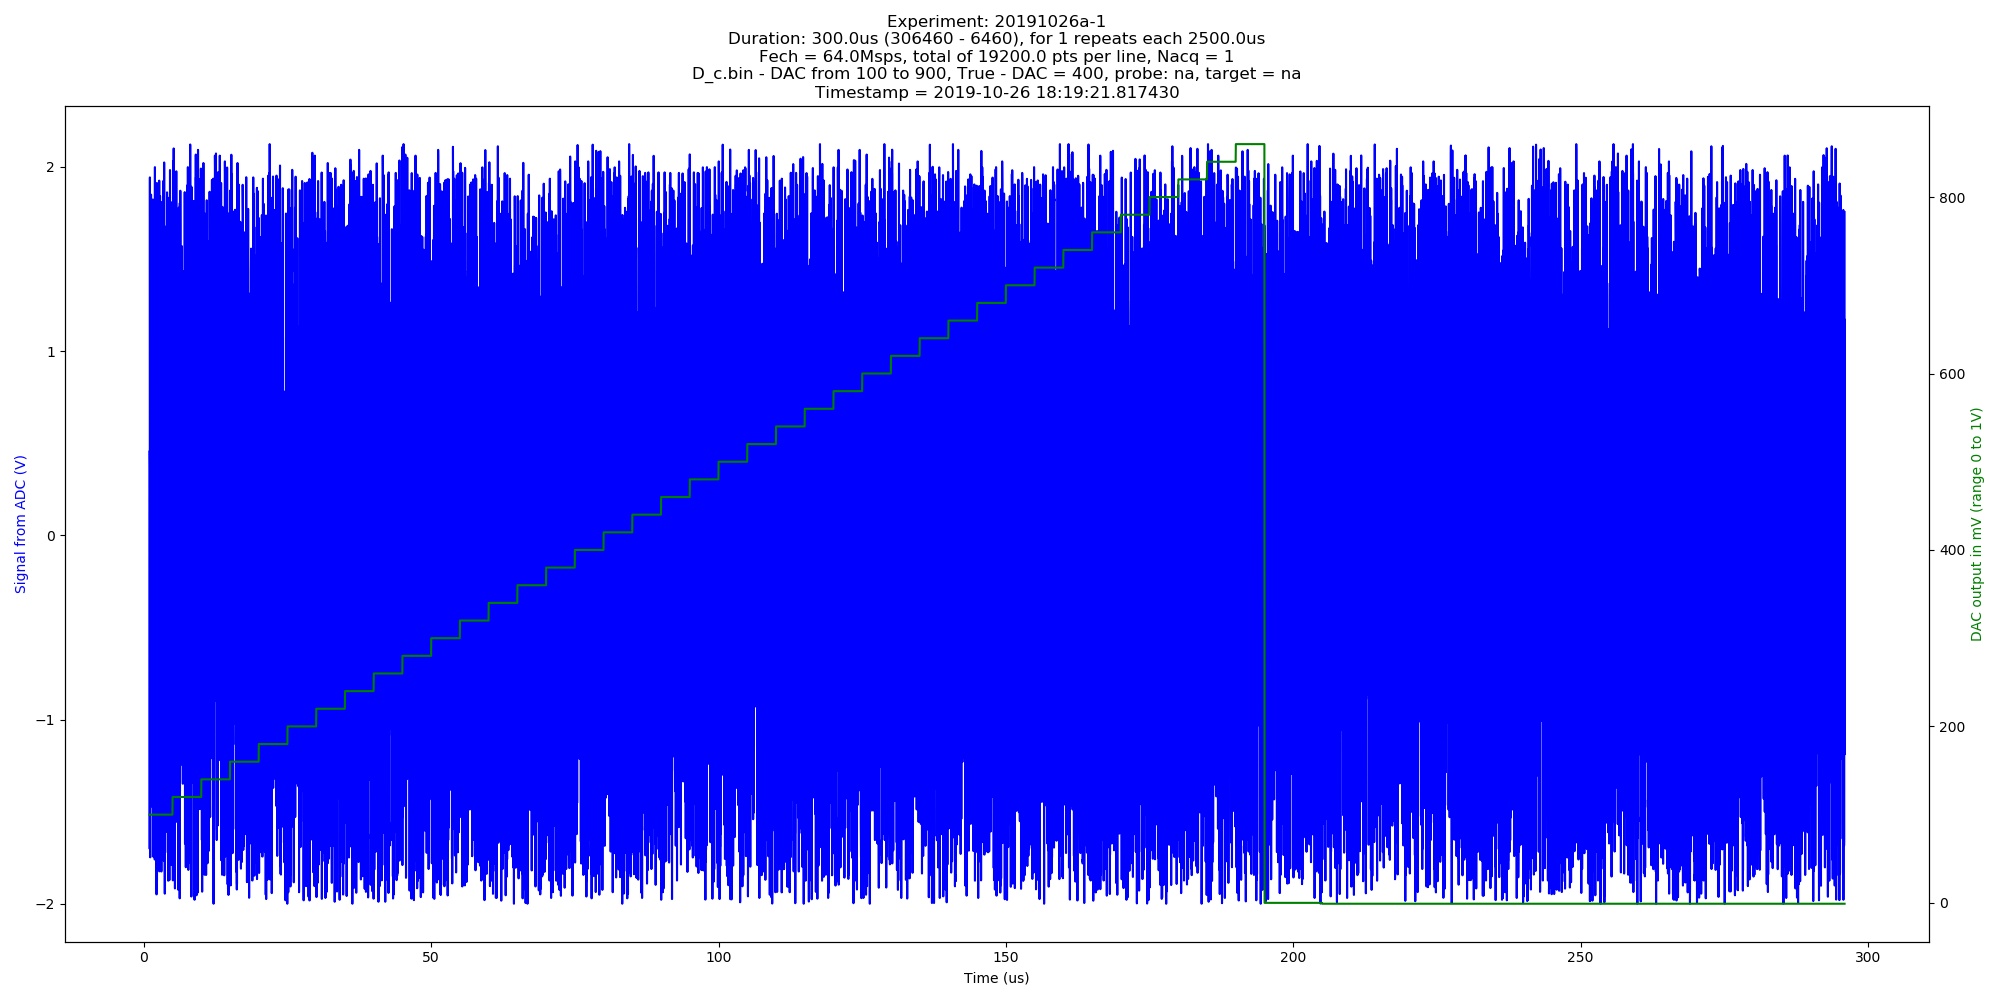 Experiment: 20191026a-1
Duration: 300.0us (306460 - 6460), for 1 repeats each 2500.0us
Fech = 64.0Msps, total of 19200.0 pts per line, Nacq = 1
D_c.bin - DAC from 100 to 900, True - DAC = 400, probe: na, target = na
Timestamp = 2019-10-26 18:19:21.817430
Signal from ADC (V)
2
1
0
−1
−2
0
50
100
150
200
250
300
Time (us)
800
600
400
200
0
DAC output in mV (range 0 to 1V)